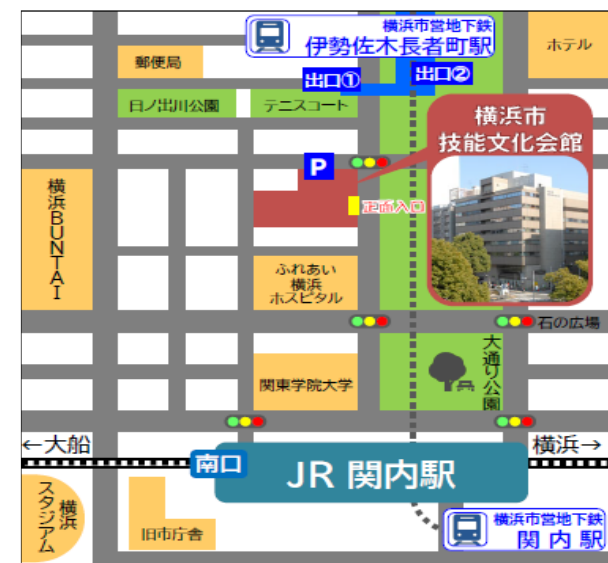 横浜市営地下鉄
伊勢佐木長者町駅
ホテル
郵便局
出口①
出口②
日ノ出川公園
テニスコート
横浜市
技能文化会館
P
正面入口
横浜BUNTAI
ふれあい
横浜
ホスピタル
石の広場
大通り公園
関東学院大学
←大船
横浜→
南口
JR 関内駅
横浜
スタジアム
旧市庁舎
横浜市営地下鉄
関内駅